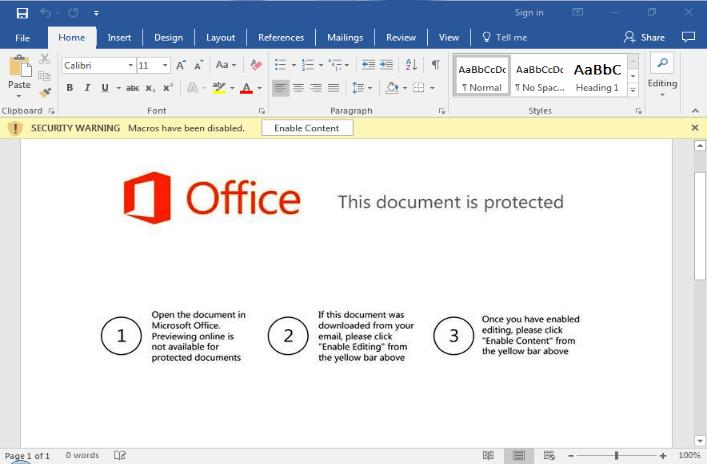 Sign in
File Home Insert Design Layout References Mailings Review View Tell me Share
Calibri 11 Aa AaBbCcDc AaBbCcDc AaBbC
Paste B I U abc x₂ x² A ab A ¶ Normal ¶ No Spac... Heading 1 Editing
Clipboard Font Paragraph Styles
SECURITY WARNING Macros have been disabled. Enable Content
Office This document is protected
1
Open the document in
Microsoft Office.
Previewing online is
not available for
protected documents
2
If this document was
downloaded from your
email, please click
"Enable Editing" from
the yellow bar above
3
Once you have enabled
editing, please click
"Enable Content" from
the yellow bar above
Page 1 of 1 0 words 100%